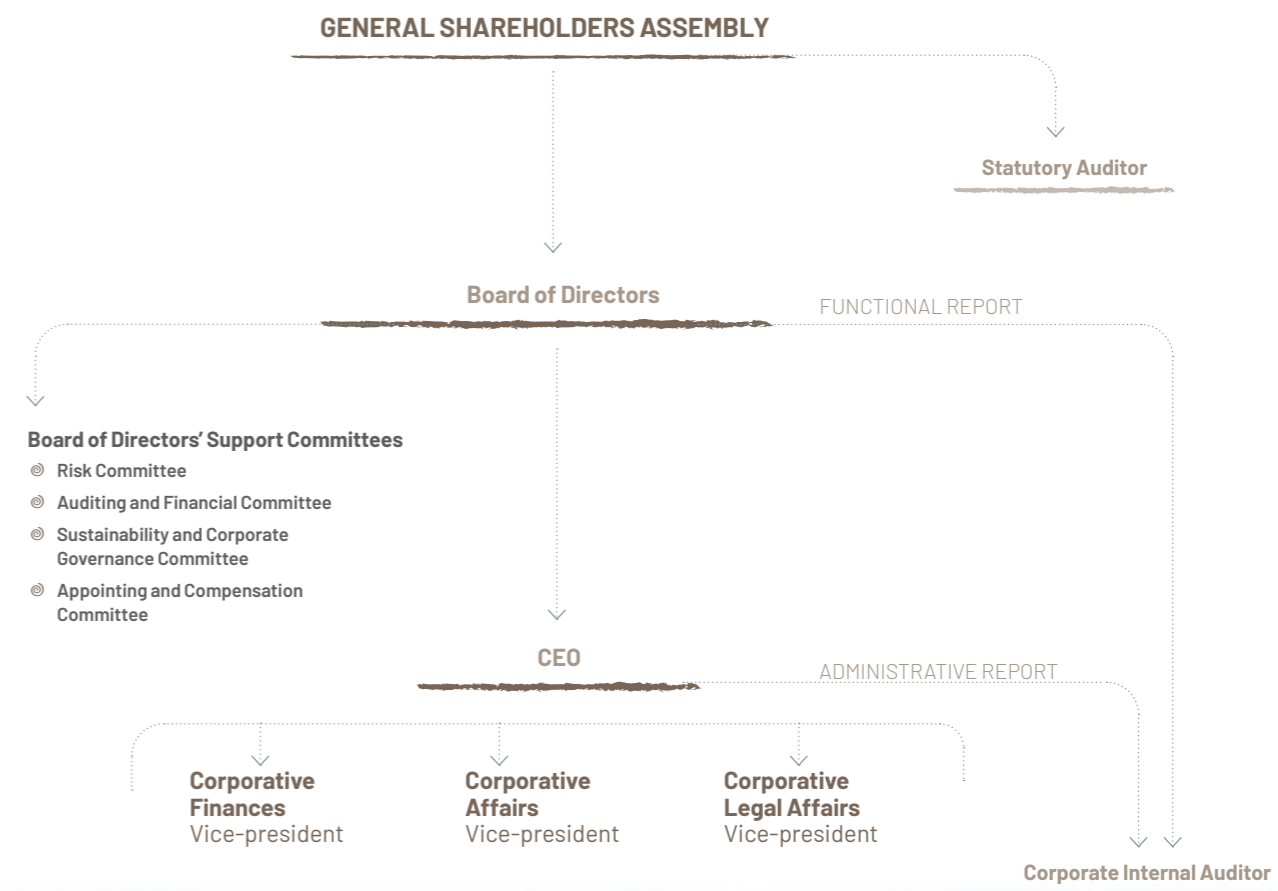 GENERAL SHAREHOLDERS ASSEMBLY
Statutory Auditor
Board of Directors
FUNCTIONAL REPORT
Board of Directors’ Support Committees
Risk Committee
Auditing and Financial Committee
Sustainability and Corporate
Governance Committee
Appointing and Compensation
Committee
CEO
ADMINISTRATIVE REPORT
Corporative
Finances
Vice-president
Corporative
Affairs
Vice-president
Corporative
Legal Affairs
Vice-president
Corporate Internal Auditor